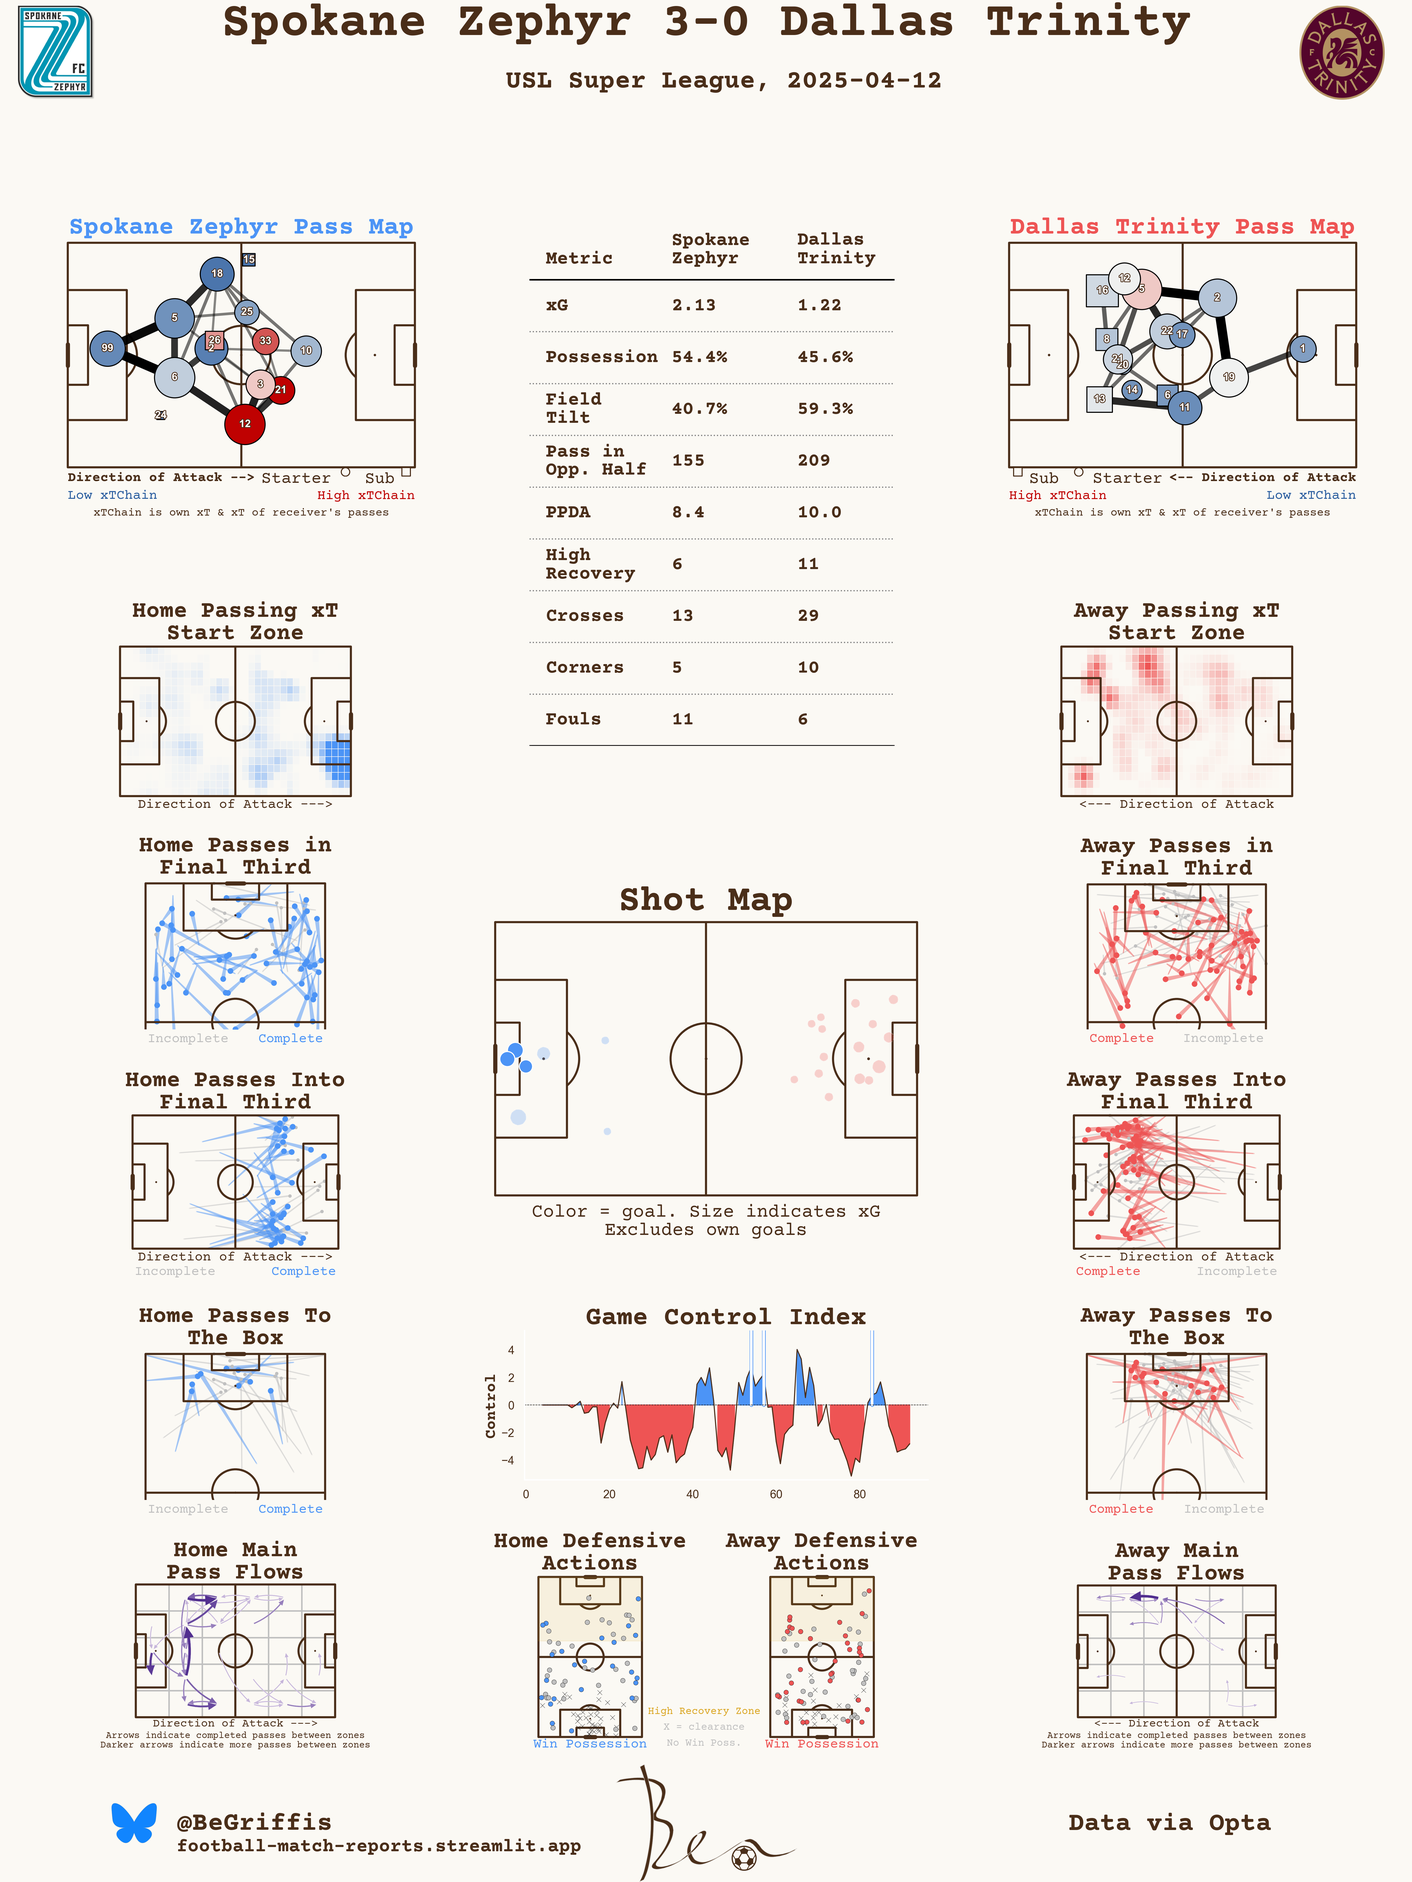 Spokane Zephyr 3-0 Dallas Trinity
USL Super League, 2025-04-12
SPOKANE
FC
ZEPHYR
DALLAS
F C
TRINITY
Spokane Zephyr Pass Map
15
18
25
5
26
33
99
2
10
6
3
21
24
12
Direction of Attack --> Starter Sub
Low xTChain High xTChain
xTChain is own xT & xT of receiver's passes
Metric Spokane Zephyr Dallas Trinity
xG 2.13 1.22
Possession 54.4% 45.6%
Field Tilt 40.7% 59.3%
Pass in Opp. Half 155 209
PPDA 8.4 10.0
High Recovery 6 11
Crosses 13 29
Corners 5 10
Fouls 11 6
Dallas Trinity Pass Map
12
16
5
2
22
17
8
1
21
20
19
14
6
13
11
Sub Starter <-- Direction of Attack
High xTChain Low xTChain
xTChain is own xT & xT of receiver's passes
Home Passing xT
Start Zone
Direction of Attack --->
Away Passing xT
Start Zone
<--- Direction of Attack
Home Passes in
Final Third
Incomplete Complete
Away Passes in
Final Third
Complete Incomplete
Shot Map
Color = goal. Size indicates xG
Excludes own goals
Home Passes Into
Final Third
Direction of Attack --->
Incomplete Complete
Away Passes Into
Final Third
<--- Direction of Attack
Complete Incomplete
Home Passes To
The Box
Incomplete Complete
Game Control Index
Control
4
2
0
−2
−4
0 20 40 60 80
Away Passes To
The Box
Complete Incomplete
Home Main
Pass Flows
Direction of Attack --->
Arrows indicate completed passes between zones
Darker arrows indicate more passes between zones
Home Defensive
Actions
Win Possession
High Recovery Zone
X = clearance
No Win Poss.
Away Defensive
Actions
Win Possession
Away Main
Pass Flows
<--- Direction of Attack
Arrows indicate completed passes between zones
Darker arrows indicate more passes between zones
@BeGriffis
football-match-reports.streamlit.app
Ben
Data via Opta